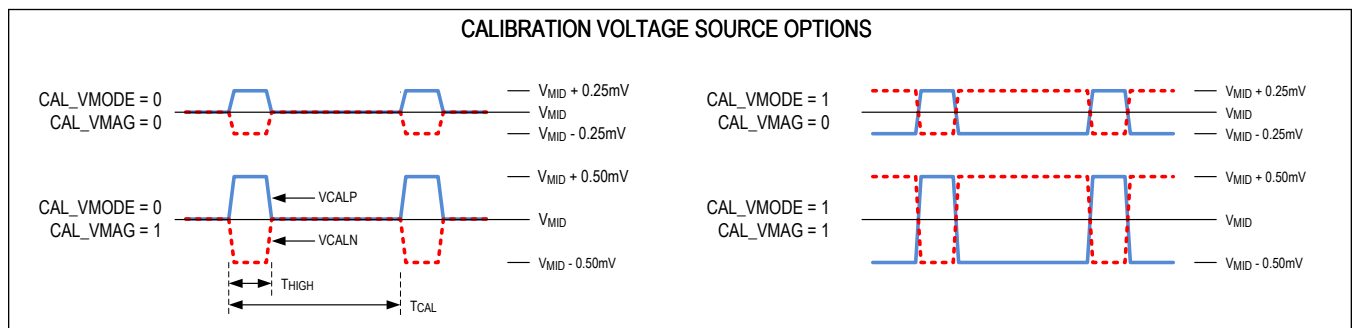 CALIBRATION VOLTAGE SOURCE OPTIONS
CAL_VMODE = 0
CAL_VMAG = 0
VMID + 0.25mV
VMID
VMID - 0.25mV
CAL_VMODE = 0
CAL_VMAG = 1
VCALP
VCALN
VMID + 0.50mV
VMID
VMID - 0.50mV
THIGH
TCAL
CAL_VMODE = 1
CAL_VMAG = 0
VMID + 0.25mV
VMID
VMID - 0.25mV
CAL_VMODE = 1
CAL_VMAG = 1
VMID + 0.50mV
VMID
VMID - 0.50mV